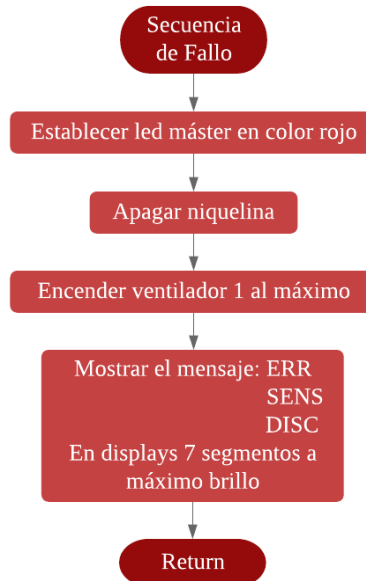 Secuencia
de Fallo
Establecer led máster en color rojo
Apagar niquelina
Encender ventilador 1 al máximo
Mostrar el mensaje: ERR
SENS
DISC
En displays 7 segmentos a
máximo brillo
Return